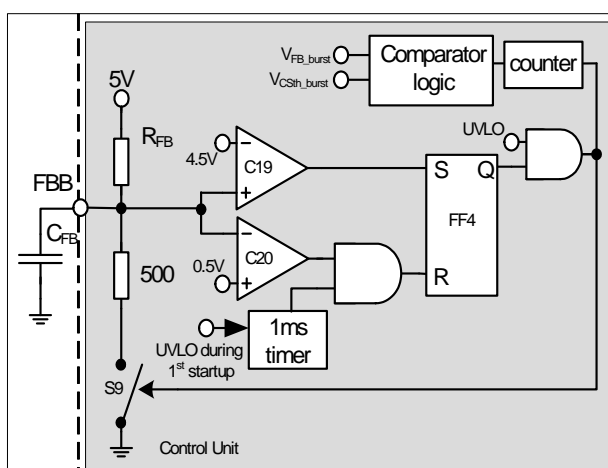 V_FB_burst
V_CSth_burst
Comparator
logic
counter
5V
R_FB
UVLO
4.5V
−
C19
+
S
Q
FBB
C_FB
FF4
−
C20
+
0.5V
R
500
1ms
timer
UVLO during
1st startup
S9
Control Unit